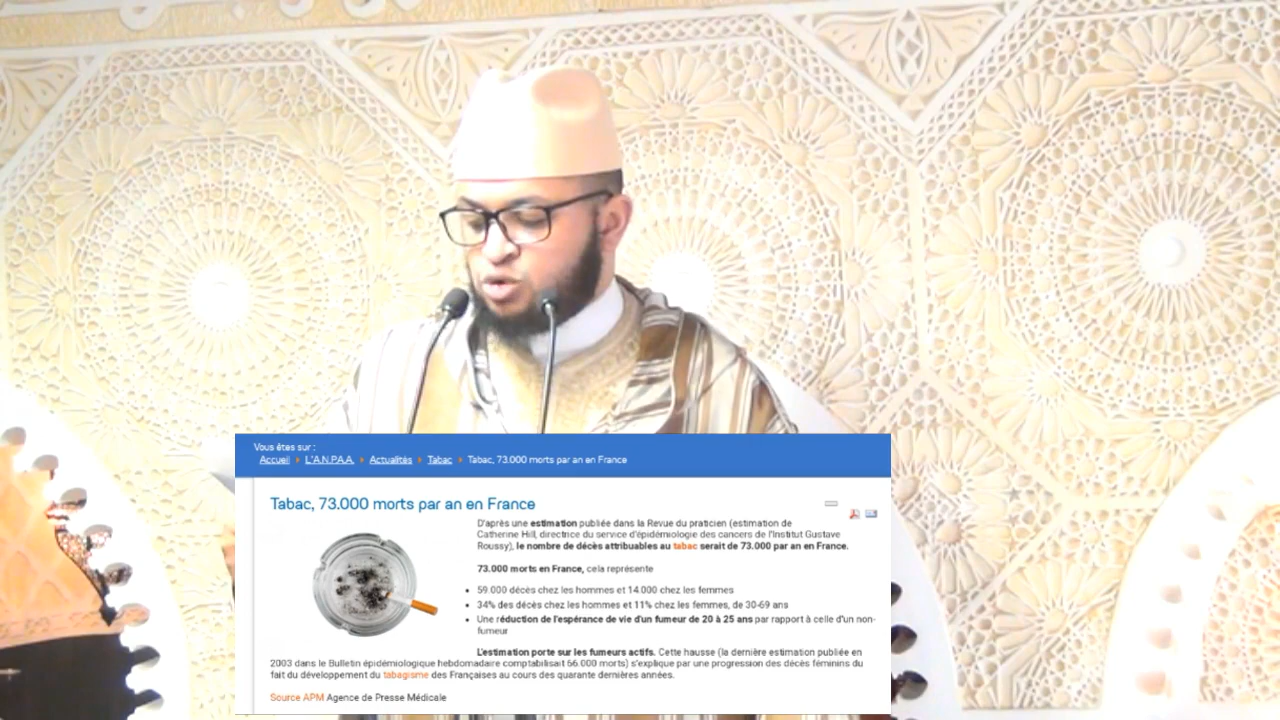 Vous êtes sur :
Accueil L'A.N.P.A.A. Actualités Tabac Tabac, 73.000 morts par an en France
Tabac, 73.000 morts par an en France
D'après une estimation publiée dans la Revue du praticien (estimation de
Catherine Hill, directrice du service d'épidémiologie des cancers de l'Institut Gustave
Roussy), le nombre de décès attribuables au tabac serait de 73.000 par an en France.
73.000 morts en France, cela représente
59.000 décès chez les hommes et 14.000 chez les femmes
34% des décès chez les hommes et 11% chez les femmes, de 30-69 ans
Une réduction de l'espérance de vie d'un fumeur de 20 à 25 ans par rapport à celle d'un non-
fumeur
L'estimation porte sur les fumeurs actifs. Cette hausse (la dernière estimation publiée en
2003 dans le Bulletin épidémiologique hebdomadaire comptabilisait 66.000 morts) s'explique par une progression des décès féminins du
fait du développement du tabagisme des Françaises au cours des quarante dernières années.
Source APM Agence de Presse Médicale